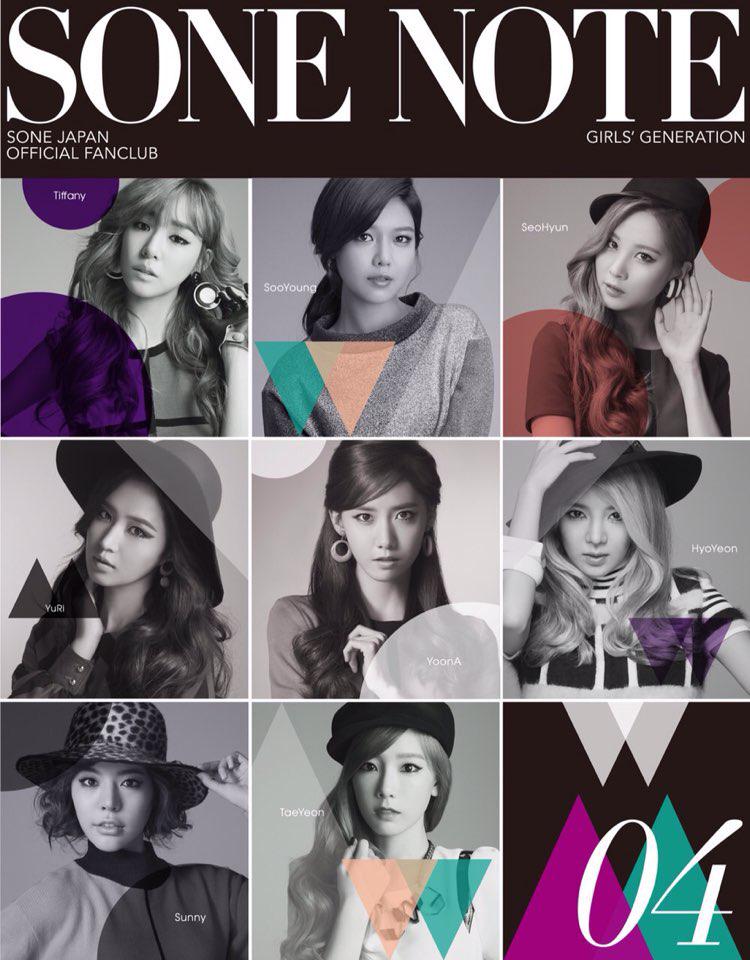 SONE NOTE
SONE JAPAN
OFFICIAL FANCLUB
GIRLS' GENERATION
Tiffany
SooYoung
SeoHyun
YuRi
YoonA
HyoYeon
Sunny
TaeYeon
04